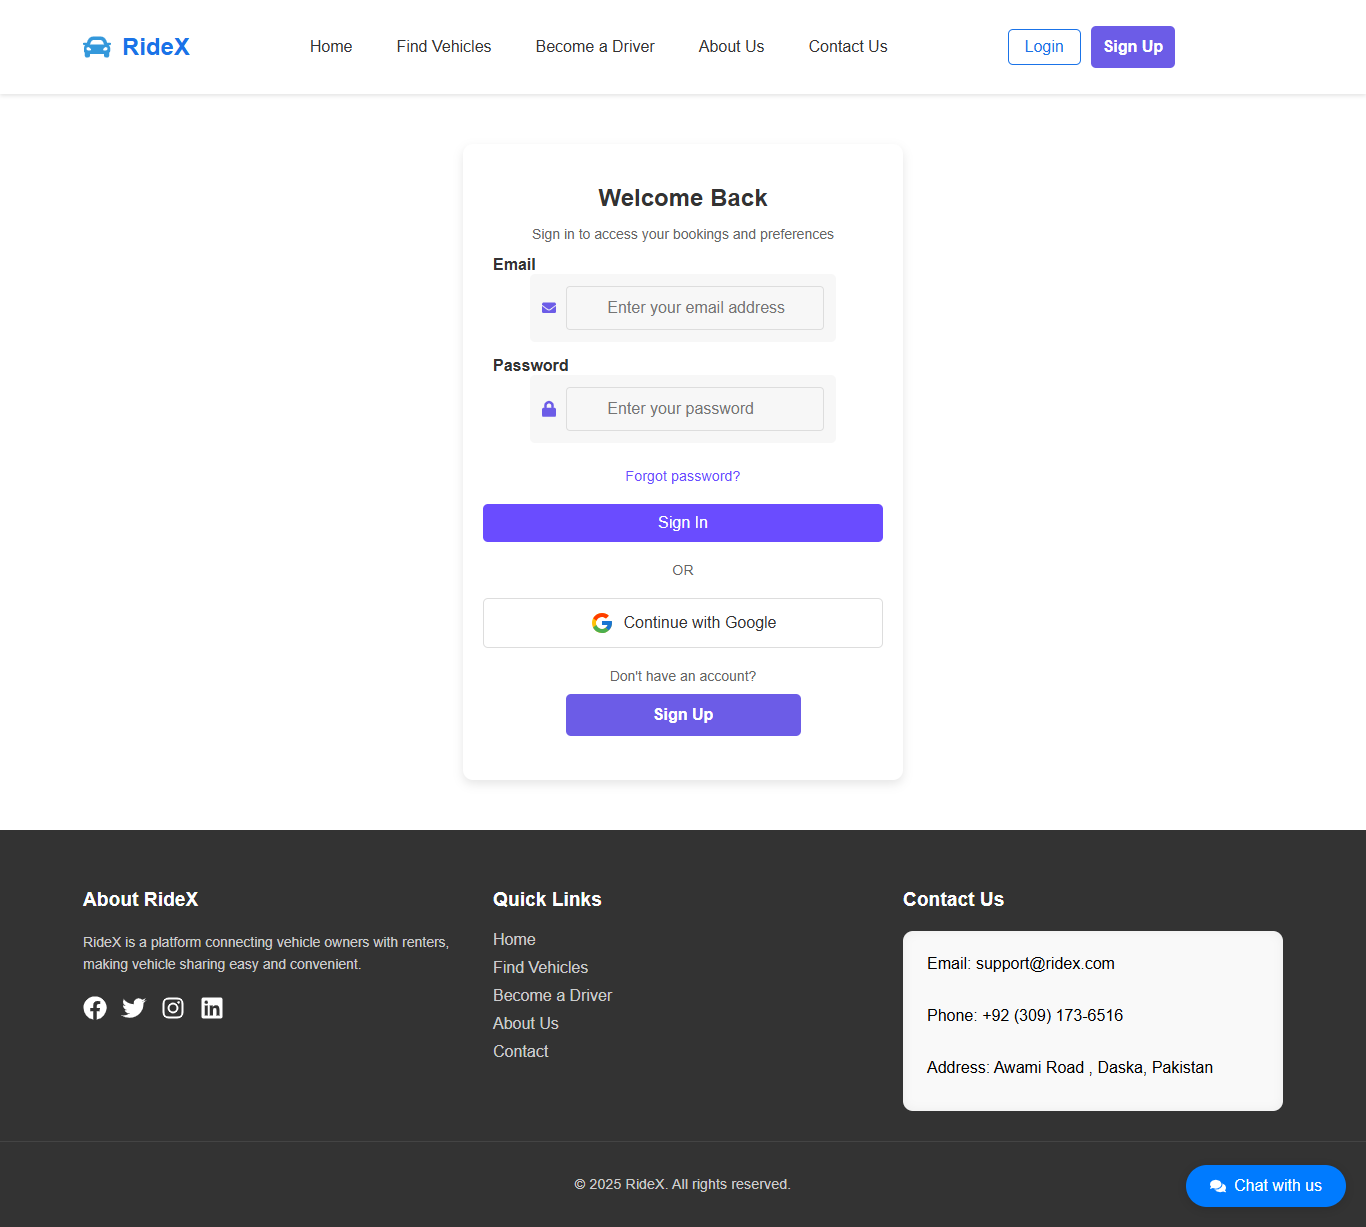 RideX
Home
Find Vehicles
Become a Driver
About Us
Contact Us
Login
Sign Up
Welcome Back
Sign in to access your bookings and preferences
Email
Enter your email address
Password
Enter your password
Forgot password?
Sign In
OR
Continue with Google
Don't have an account?
Sign Up
About RideX
RideX is a platform connecting vehicle owners with renters,
making vehicle sharing easy and convenient.
Quick Links
Home
Find Vehicles
Become a Driver
About Us
Contact
Contact Us
Email: support@ridex.com
Phone: +92 (309) 173-6516
Address: Awami Road , Daska, Pakistan
© 2025 RideX. All rights reserved.
Chat with us